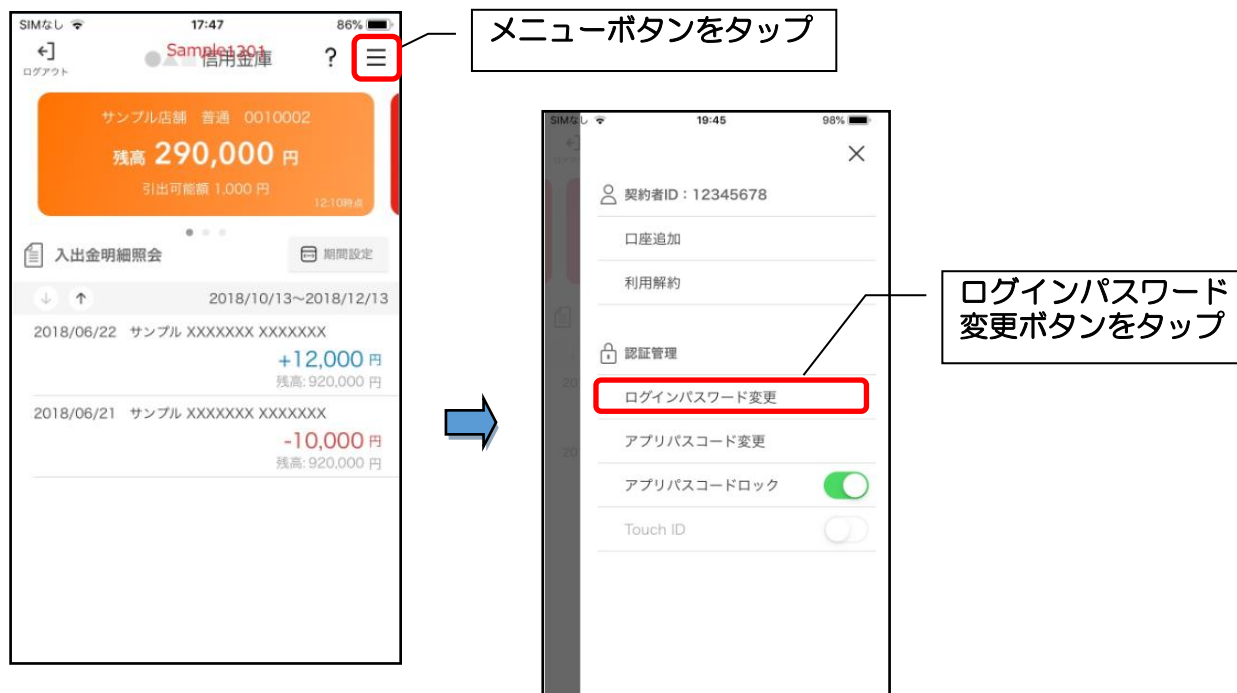 SIMなし 17:47 86%
ログアウト
Sample1201
●▲■信用金庫
?
メニューボタンをタップ
サンプル店舗 普通 0010002
残高 290,000 円
引出可能額 1,000 円
12:10時点
入出金明細照会
期間設定
↓ ↑ 2018/10/13~2018/12/13
2018/06/22 サンプル XXXXXXX XXXXXXX
+12,000 円
残高: 920,000 円
2018/06/21 サンプル XXXXXXX XXXXXXX
-10,000 円
残高: 920,000 円
SIMなし 19:45 98%
契約者ID:12345678
口座追加
利用解約
認証管理
ログインパスワード変更
アプリパスコード変更
アプリパスコードロック
Touch ID
ログインパスワード
変更ボタンをタップ